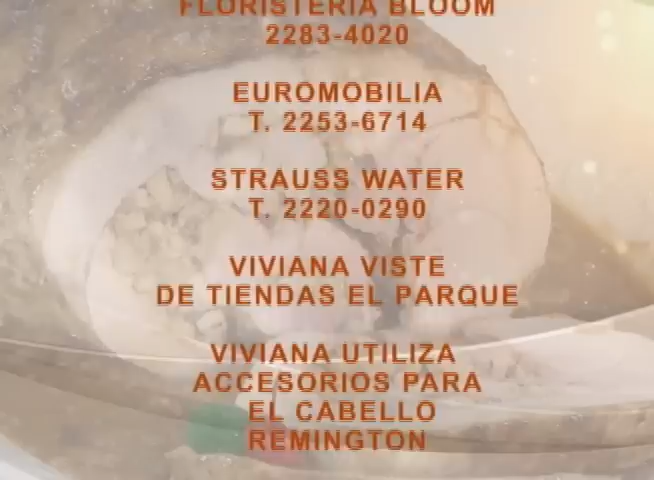 FLORISTERIA BLOOM
2283-4020
EUROMOBILIA
T. 2253-6714
STRAUSS WATER
T. 2220-0290
VIVIANA VISTE
DE TIENDAS EL PARQUE
VIVIANA UTILIZA
ACCESORIOS PARA
EL CABELLO
REMINGTON